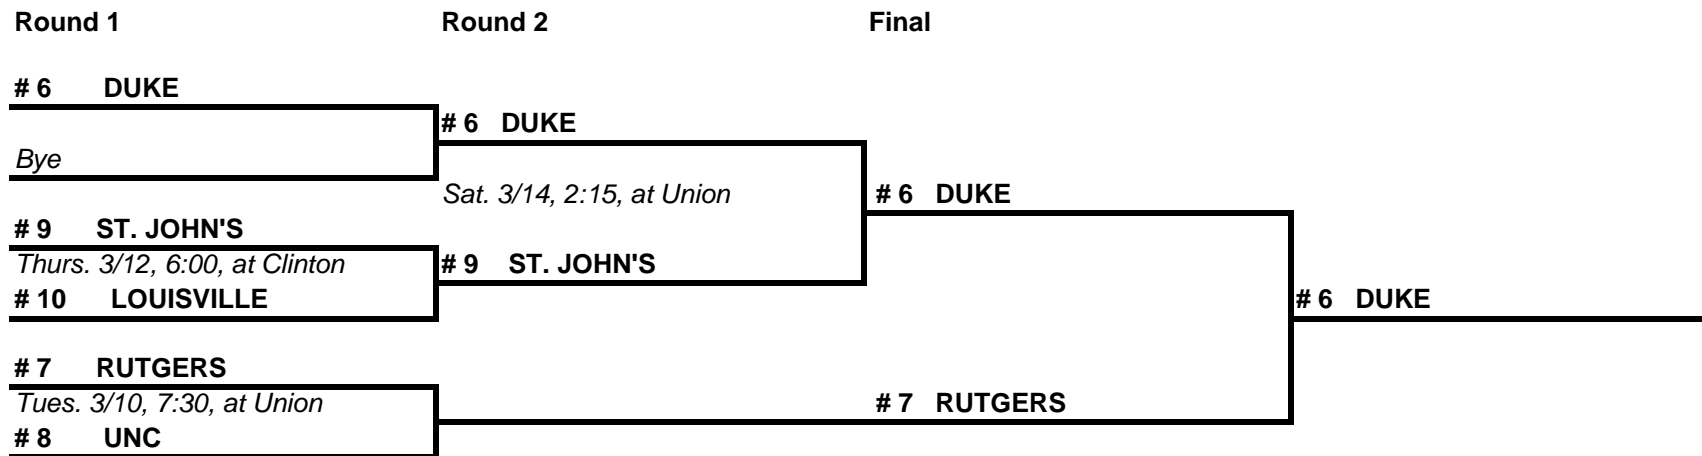 Round 1 Round 2 Final
# 6 DUKE
# 6 DUKE
Bye
Sat. 3/14, 2:15, at Union # 6 DUKE
# 9 ST. JOHN'S
Thurs. 3/12, 6:00, at Clinton # 9 ST. JOHN'S
# 10 LOUISVILLE # 6 DUKE
# 7 RUTGERS
Tues. 3/10, 7:30, at Union # 7 RUTGERS
# 8 UNC